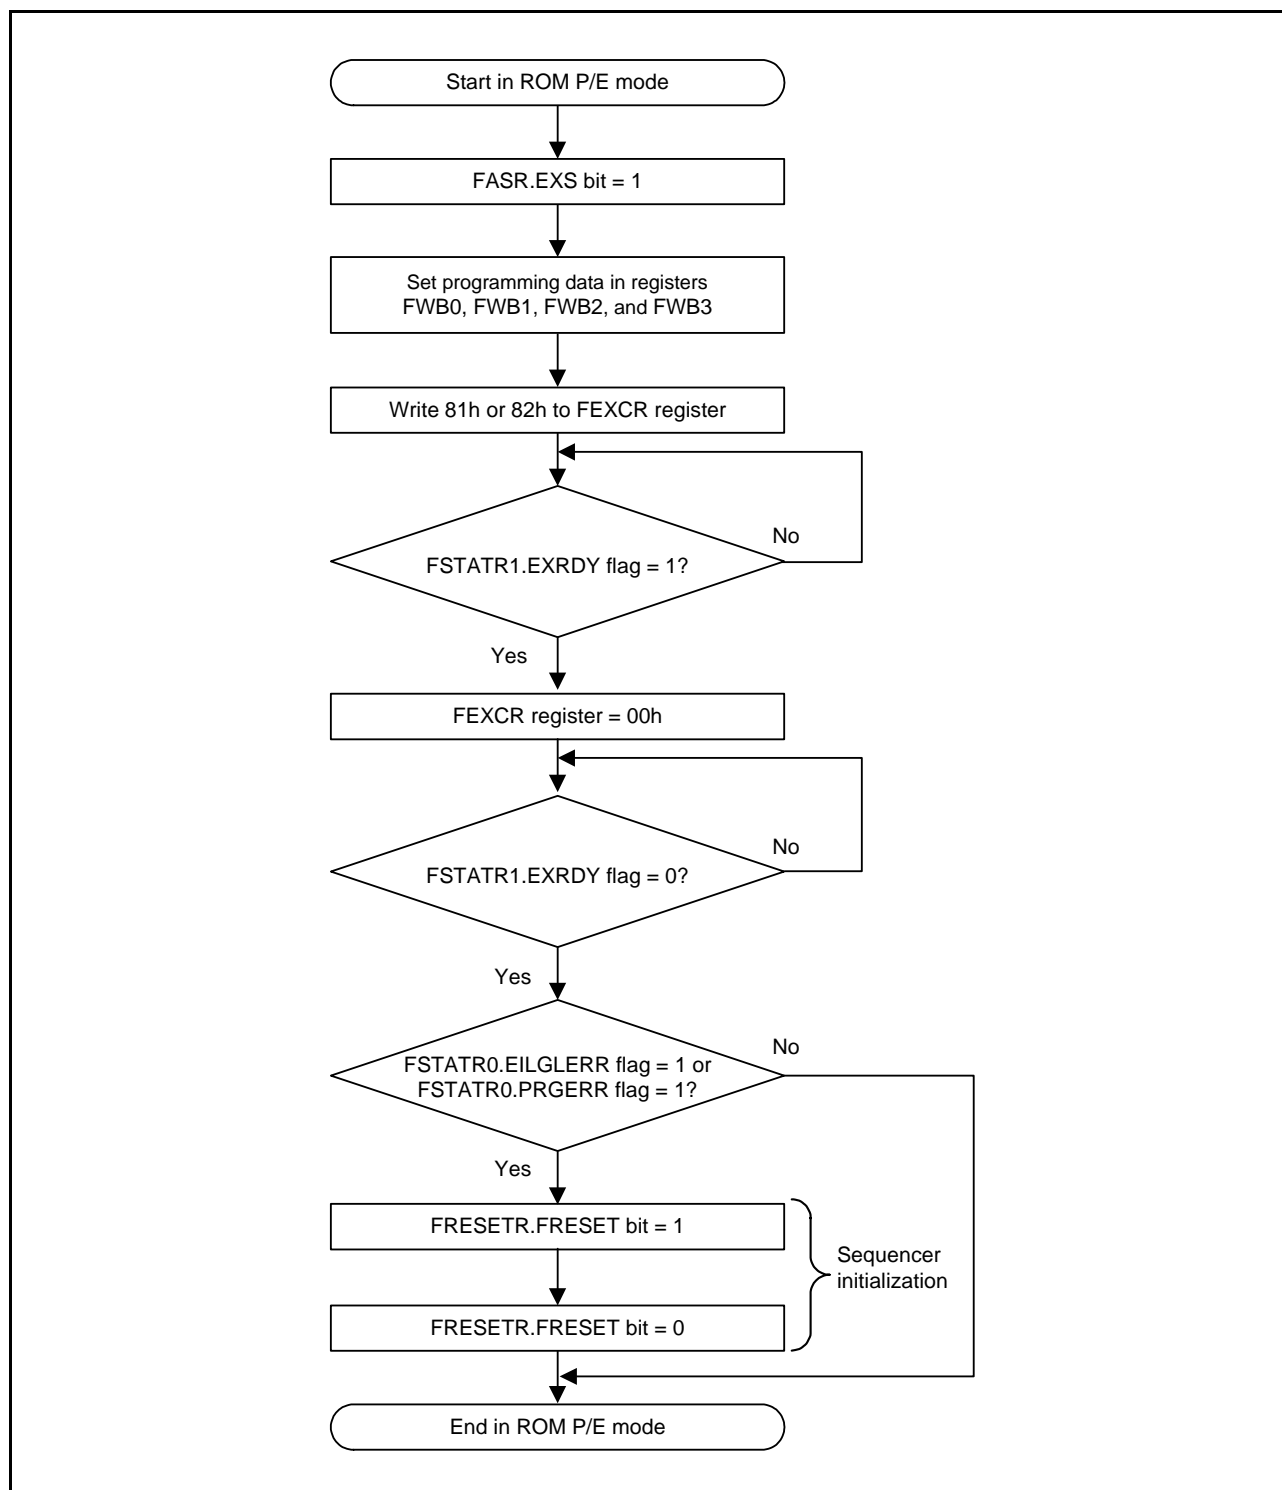 Start in ROM P/E mode
FASR.EXS bit = 1
Set programming data in registers
FWB0, FWB1, FWB2, and FWB3
Write 81h or 82h to FEXCR register
No
FSTATR1.EXRDY flag = 1?
Yes
FEXCR register = 00h
No
FSTATR1.EXRDY flag = 0?
Yes
No
FSTATR0.EILGLERR flag = 1 or
FSTATR0.PRGERR flag = 1?
Yes
FRESETR.FRESET bit = 1
Sequencer
initialization
FRESETR.FRESET bit = 0
End in ROM P/E mode